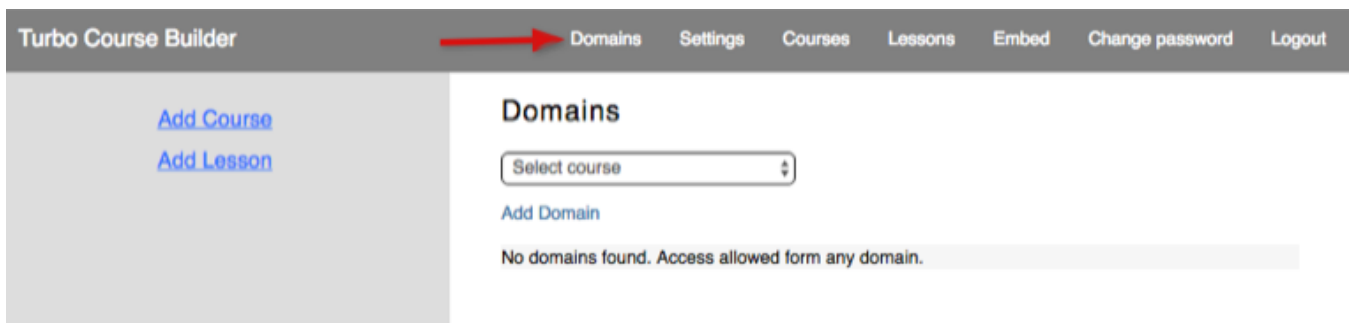 Turbo Course Builder
Domains Settings Courses Lessons Embed Change password Logout
Add Course
Add Lesson
Domains
Select course
Add Domain
No domains found. Access allowed form any domain.